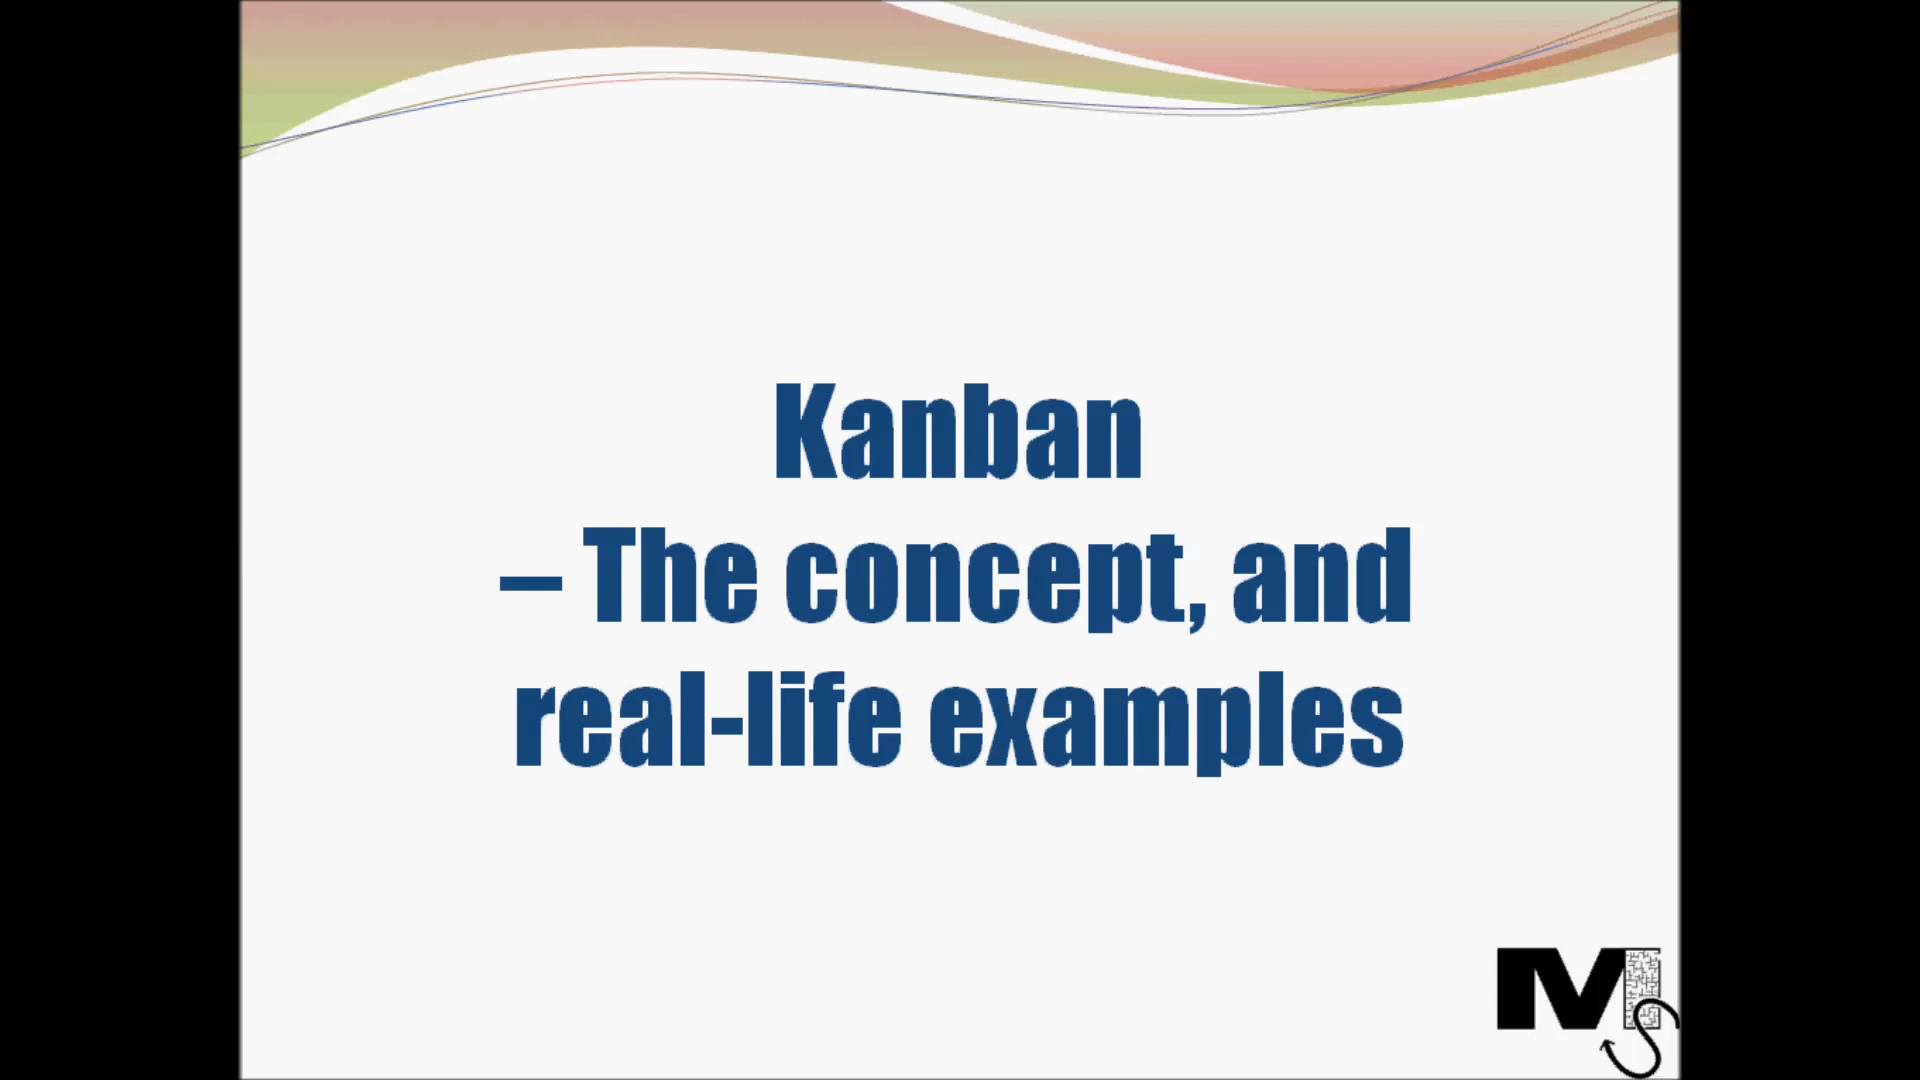 Kanban
– The concept, and
real-life examples
M